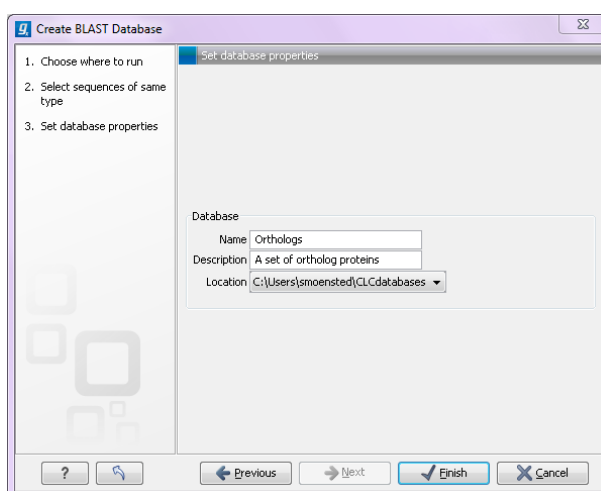 Create BLAST Database
1. Choose where to run
2. Select sequences of same
type
3. Set database properties
Set database properties
Database
Name Orthologs
Description A set of ortholog proteins
Location C:\Users\smoensted\CLCdatabases
? Previous Next Finish Cancel